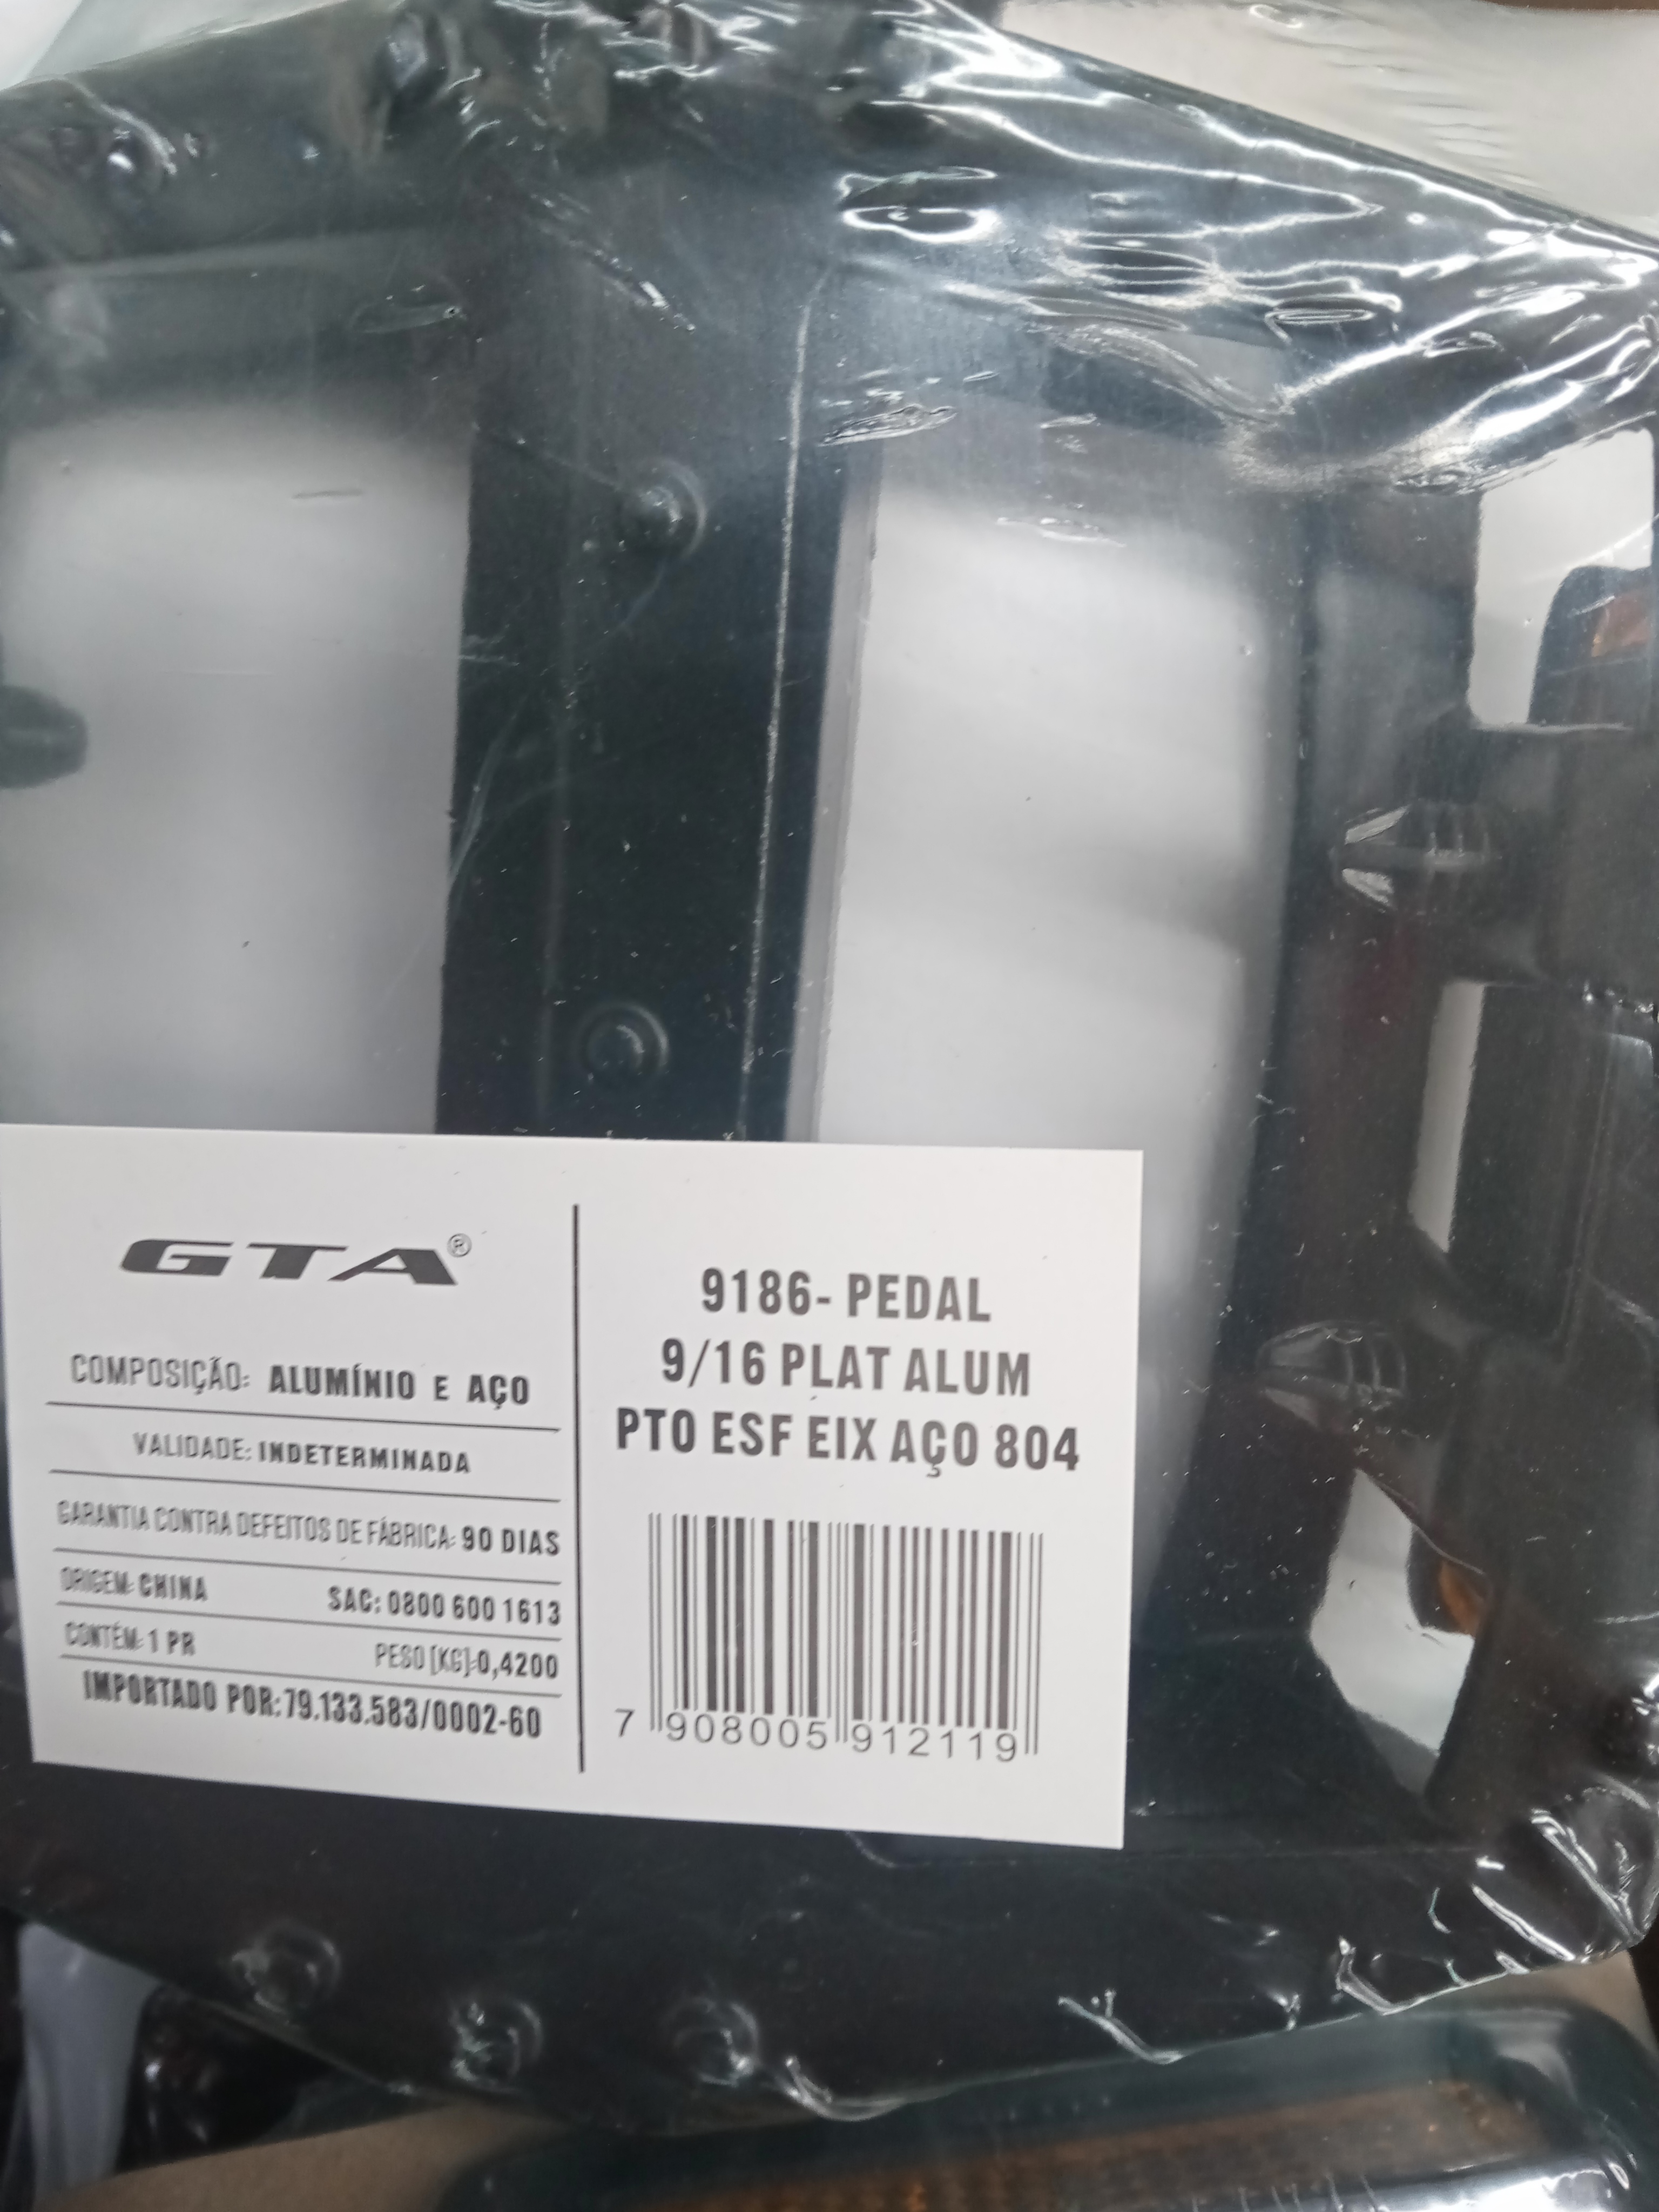 GTA®
COMPOSIÇÃO: ALUMÍNIO E AÇO
VALIDADE: INDETERMINADA
GARANTIA CONTRA DEFEITOS DE FÁBRICA: 90 DIAS
ORIGEM: CHINA SAC: 0800 600 1613
CONTÉM: 1 PR PESO [KG]:0,4200
IMPORTADO POR:79.133.583/0002-60
9186- PEDAL
9/16 PLAT ALUM
PTO ESF EIX AÇO 804
7 908005 912119